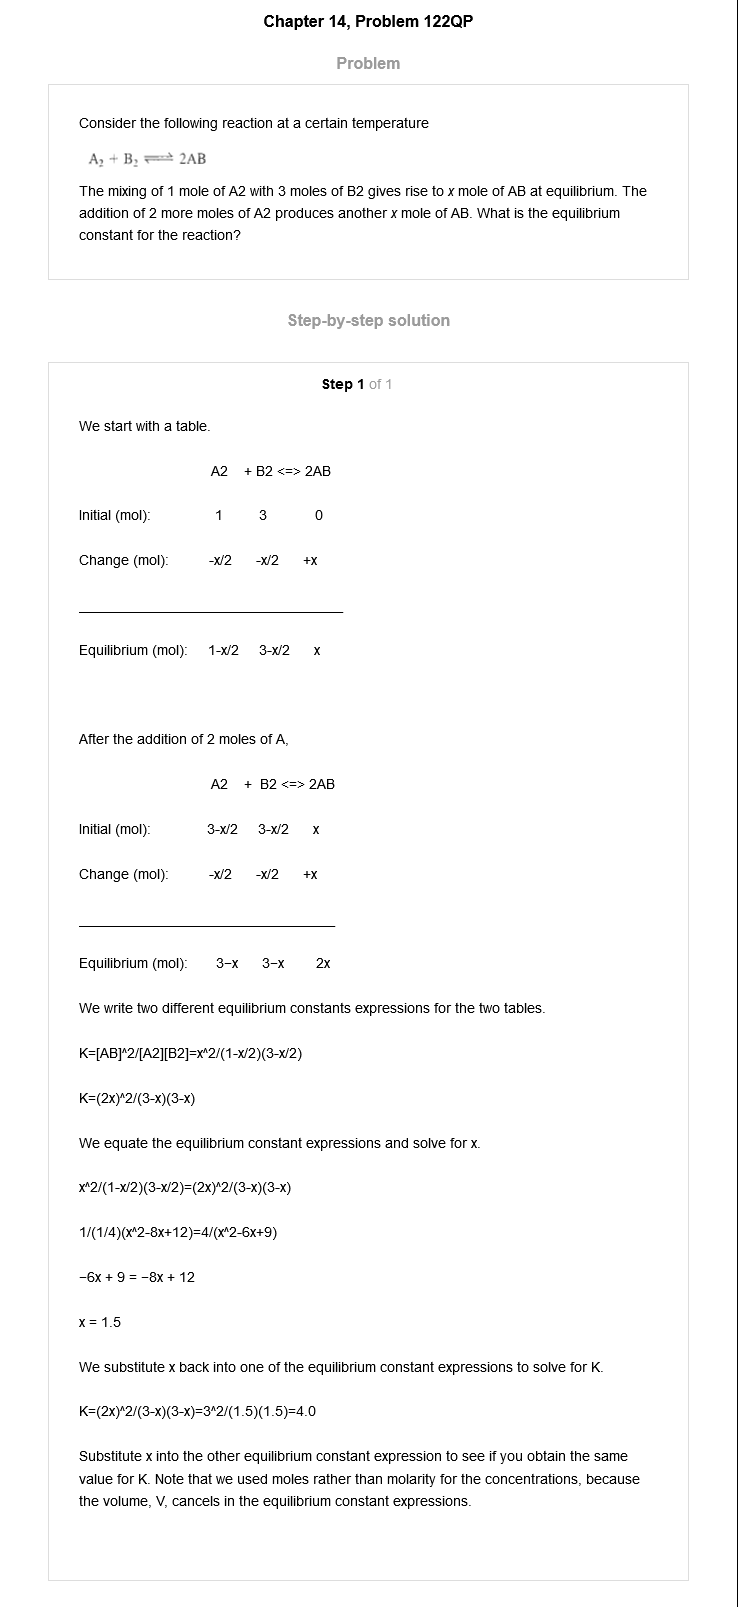 Chapter 14, Problem 122QP
Problem
Consider the following reaction at a certain temperature
A₂ + B₂ ⇌ 2AB
The mixing of 1 mole of A2 with 3 moles of B2 gives rise to x mole of AB at equilibrium. The
addition of 2 more moles of A2 produces another x mole of AB. What is the equilibrium
constant for the reaction?
Step-by-step solution
Step 1 of 1
We start with a table.
A2 + B2 <=> 2AB
Initial (mol): 1 3 0
Change (mol): -x/2 -x/2 +x
Equilibrium (mol): 1-x/2 3-x/2 x
After the addition of 2 moles of A,
A2 + B2 <=> 2AB
Initial (mol): 3-x/2 3-x/2 x
Change (mol): -x/2 -x/2 +x
Equilibrium (mol): 3−x 3−x 2x
We write two different equilibrium constants expressions for the two tables.
K=[AB]^2/[A2][B2]=x^2/(1-x/2)(3-x/2)
K=(2x)^2/(3-x)(3-x)
We equate the equilibrium constant expressions and solve for x.
x^2/(1-x/2)(3-x/2)=(2x)^2/(3-x)(3-x)
1/(1/4)(x^2-8x+12)=4/(x^2-6x+9)
−6x + 9 = −8x + 12
x = 1.5
We substitute x back into one of the equilibrium constant expressions to solve for K.
K=(2x)^2/(3-x)(3-x)=3^2/(1.5)(1.5)=4.0
Substitute x into the other equilibrium constant expression to see if you obtain the same
value for K. Note that we used moles rather than molarity for the concentrations, because
the volume, V, cancels in the equilibrium constant expressions.